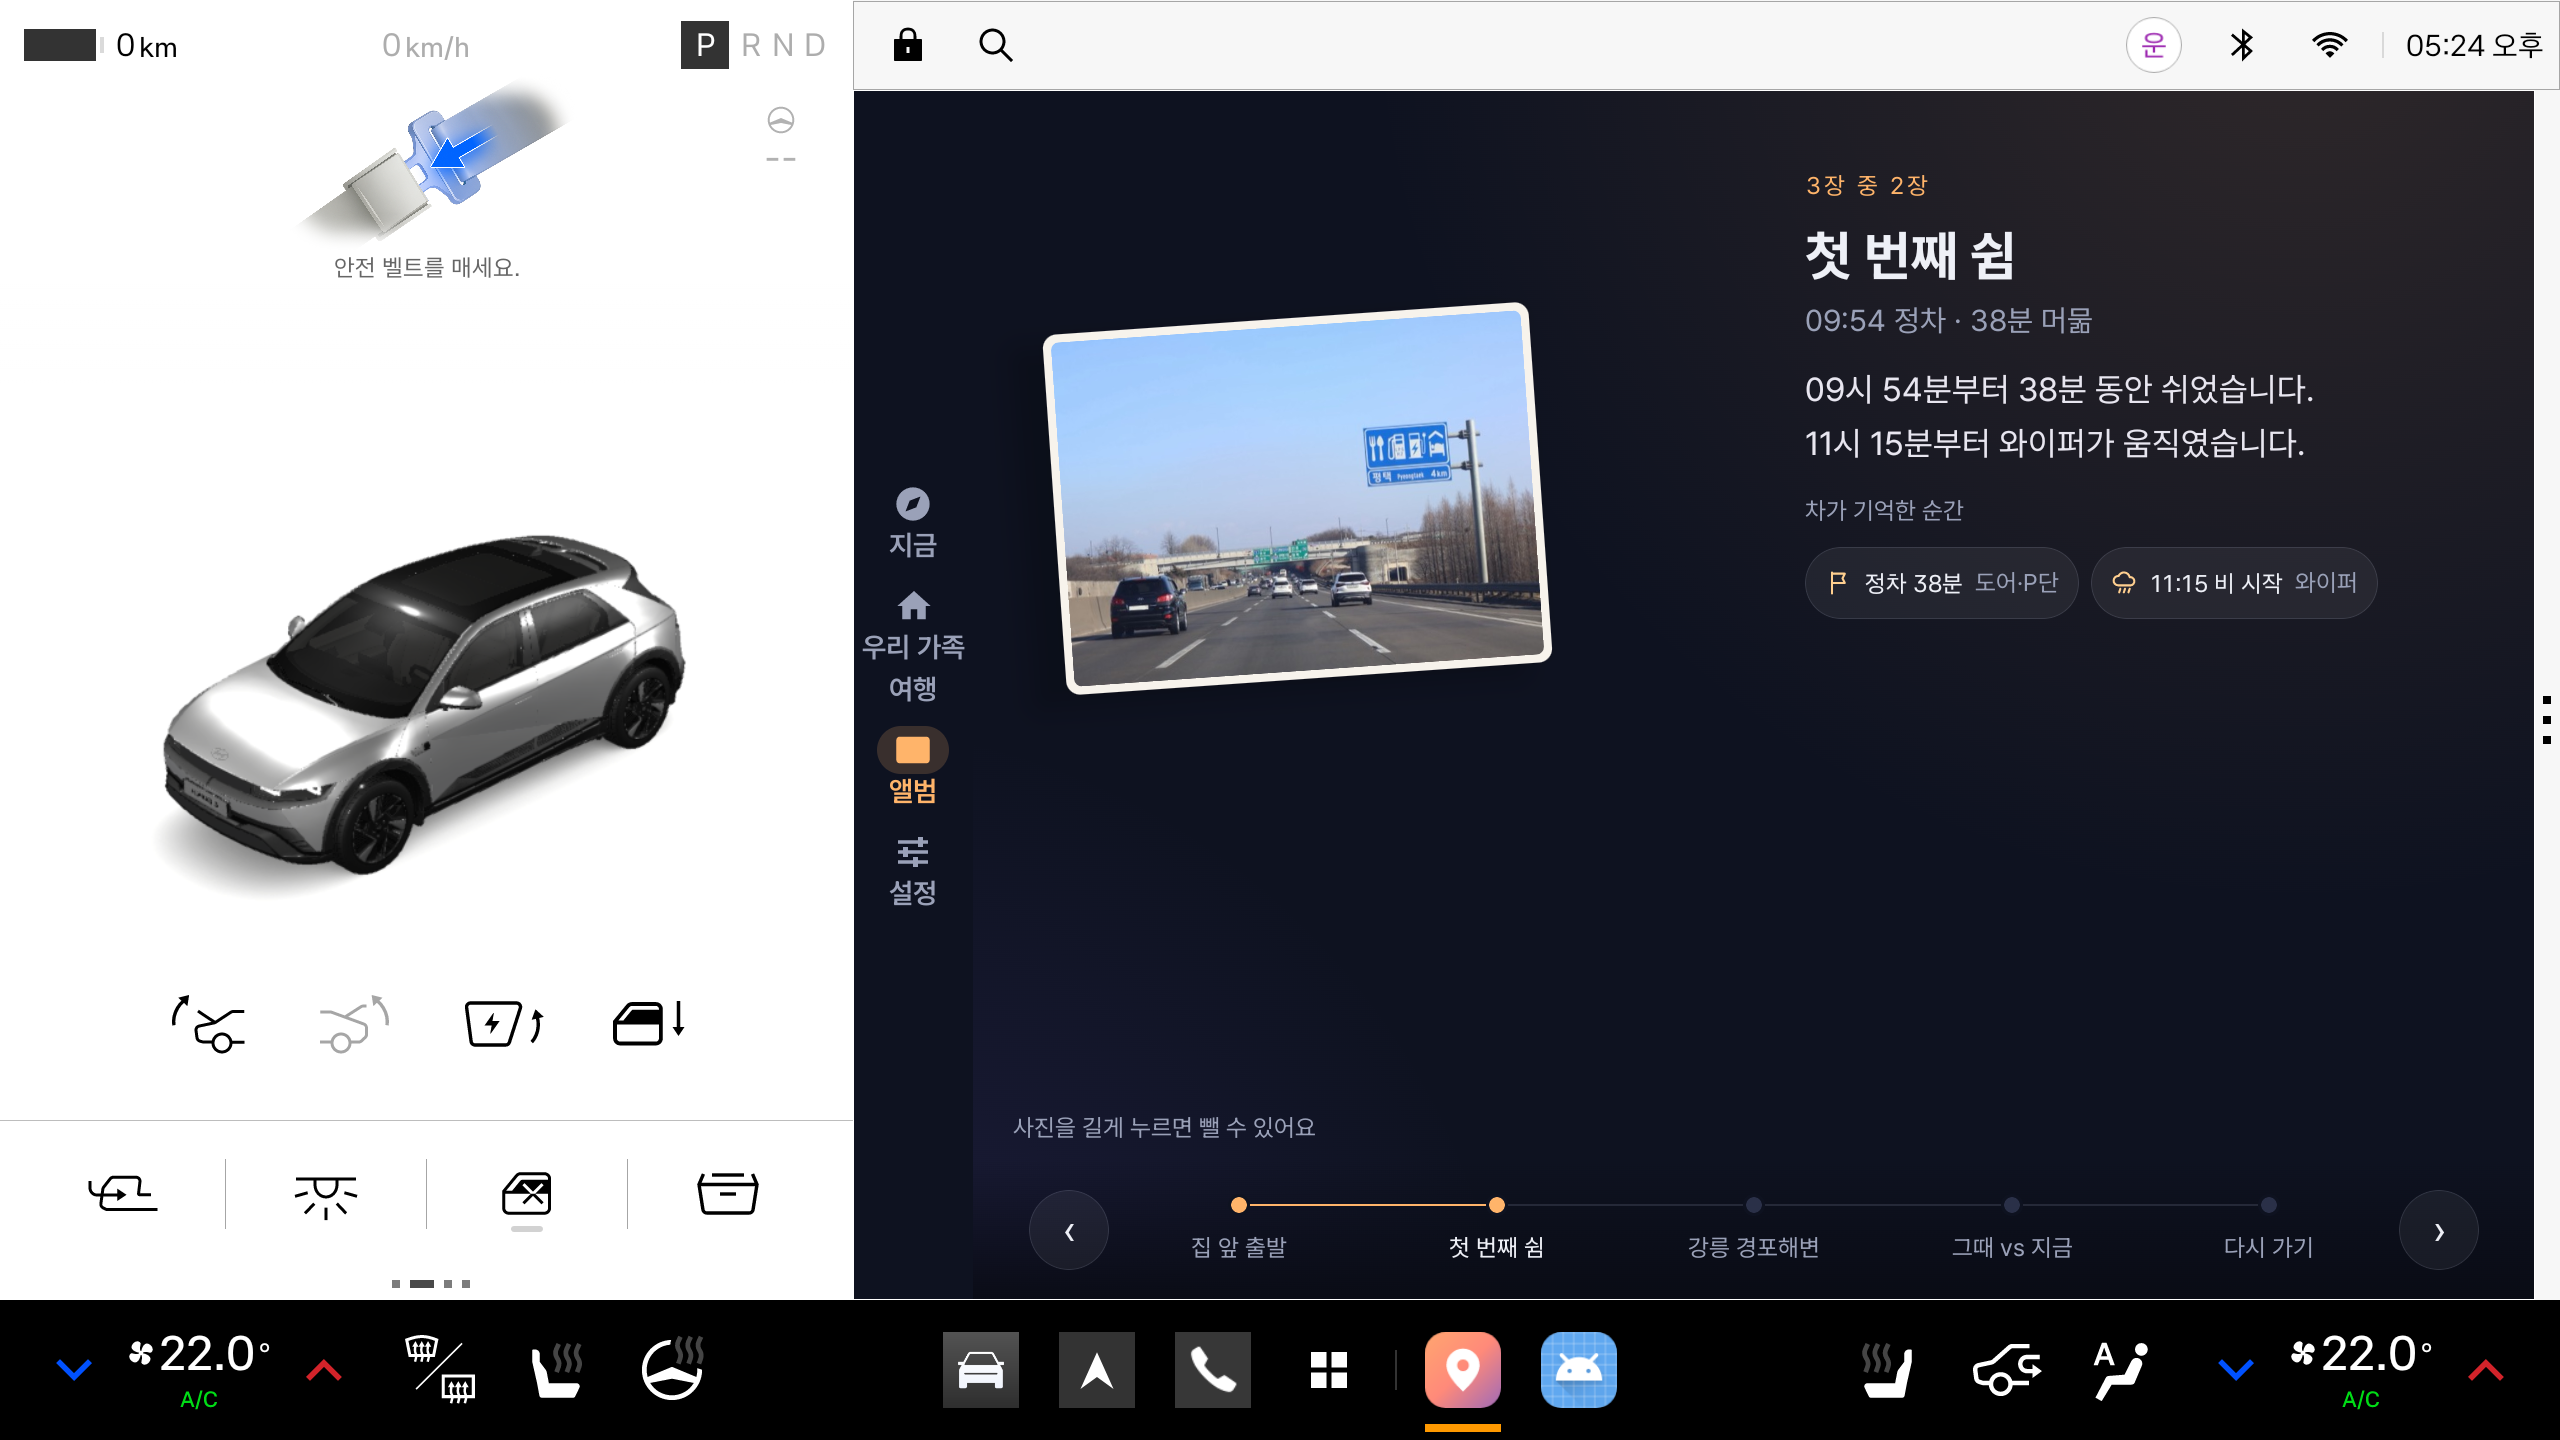 0 km
0 km/h
P R N D
안전 벨트를 매세요.
운
05:24 오후
지금
우리 가족
여행
앨범
설정
3장 중 2장
첫 번째 쉼
09:54 정차 · 38분 머묾
09시 54분부터 38분 동안 쉬었습니다.
11시 15분부터 와이퍼가 움직였습니다.
차가 기억한 순간
정차 38분 도어·P단
11:15 비 시작 와이퍼
평택 Pyeongtaek 4km
사진을 길게 누르면 뺄 수 있어요
‹
집 앞 출발
첫 번째 쉼
강릉 경포해변
그때 vs 지금
다시 가기
›
22.0°
A/C
A
22.0°
A/C